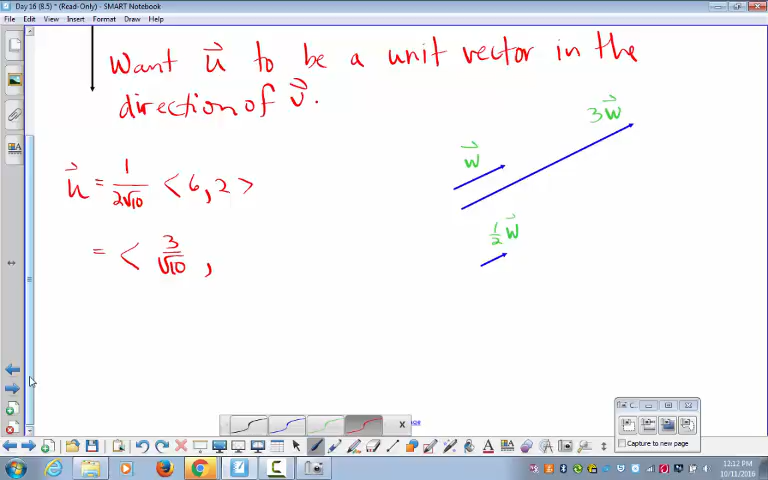 Day 16 (8.5) * (Read-Only) - SMART Notebook
File Edit View Insert Format Draw Help
Want u⃗ to be a unit vector in the
direction of v⃗.
3w⃗
w⃗
u⃗ = 1/(2√10) <6, 2>
½w⃗
= < 3/√10 ,
Capture to new page
12:12 PM
10/11/2016